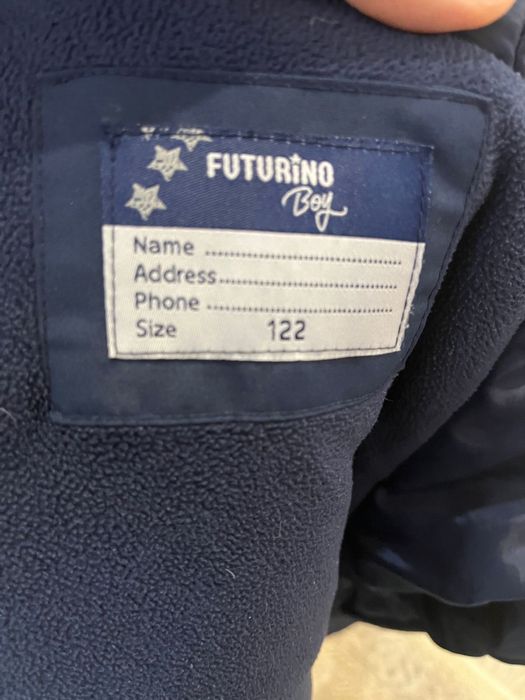 FUTURINO
Boy
Name ................................
Address..............................
Phone ................................
Size 122